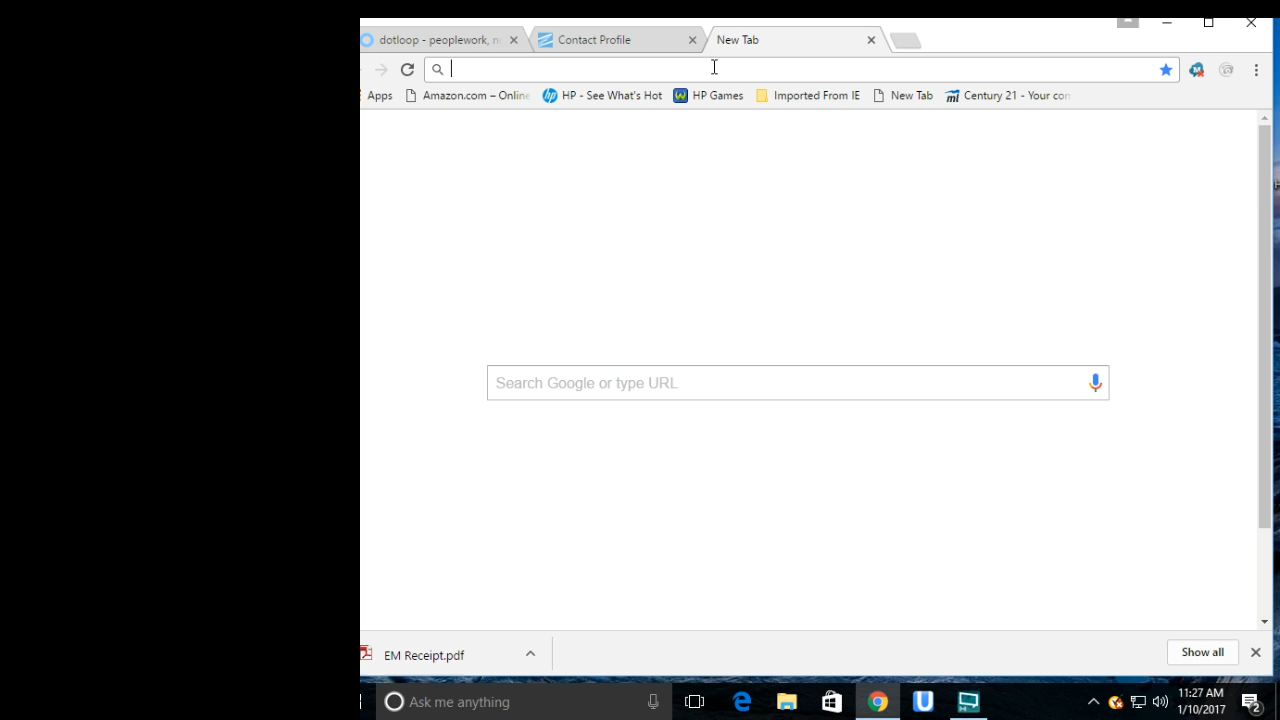 dotloop - peoplework, n
Contact Profile
New Tab
Apps
Amazon.com – Online
HP - See What's Hot
HP Games
Imported From IE
New Tab
Century 21 - Your con
Search Google or type URL
EM Receipt.pdf
Show all
Ask me anything
11:27 AM
1/10/2017
2